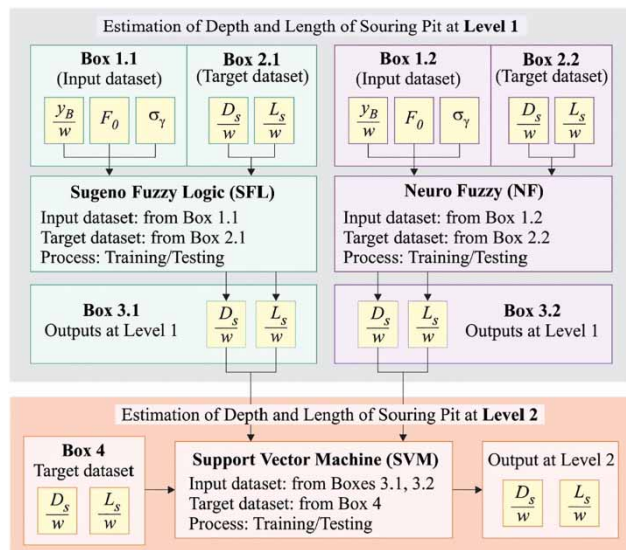 Estimation of Depth and Length of Souring Pit at Level 1
Box 1.1
(Input dataset)
y_B/w F_0 σ_γ
Box 2.1
(Target dataset)
D_s/w L_s/w
Box 1.2
(Input dataset)
y_B/w F_0 σ_γ
Box 2.2
(Target dataset)
D_s/w L_s/w
Sugeno Fuzzy Logic (SFL)
Input dataset: from Box 1.1
Target dataset: from Box 2.1
Process: Training/Testing
Neuro Fuzzy (NF)
Input dataset: from Box 1.2
Target dataset: from Box 2.2
Process: Training/Testing
Box 3.1
Outputs at Level 1
D_s/w L_s/w
D_s/w L_s/w
Box 3.2
Outputs at Level 1
Estimation of Depth and Length of Souring Pit at Level 2
Box 4
Target dataset
D_s/w L_s/w
Support Vector Machine (SVM)
Input dataset: from Boxes 3.1, 3.2
Target dataset: from Box 4
Process: Training/Testing
Output at Level 2
D_s/w L_s/w